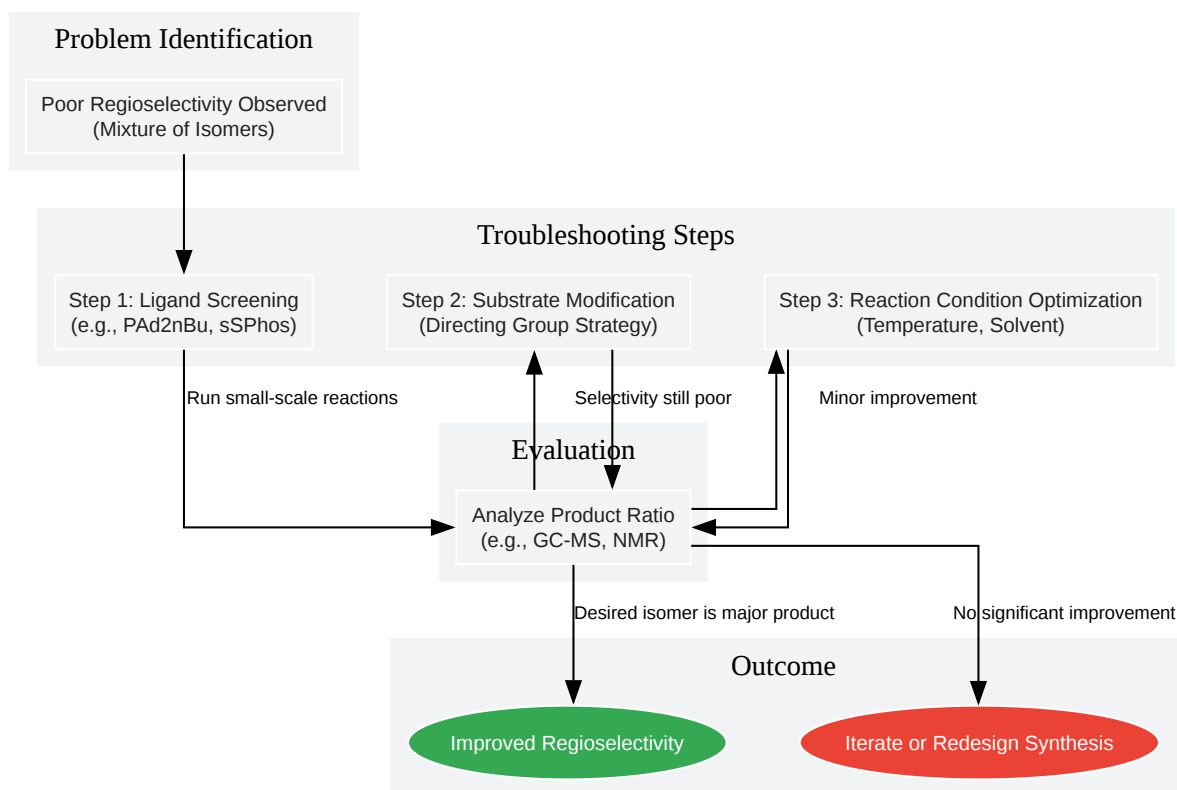 Problem Identification
Poor Regioselectivity Observed
(Mixture of Isomers)
Troubleshooting Steps
Step 1: Ligand Screening
(e.g., PAd2nBu, sSPhos)
Step 2: Substrate Modification
(Directing Group Strategy)
Step 3: Reaction Condition Optimization
(Temperature, Solvent)
Run small-scale reactions
Selectivity still poor
Minor improvement
Evaluation
Analyze Product Ratio
(e.g., GC-MS, NMR)
Desired isomer is major product
No significant improvement
Outcome
Improved Regioselectivity
Iterate or Redesign Synthesis